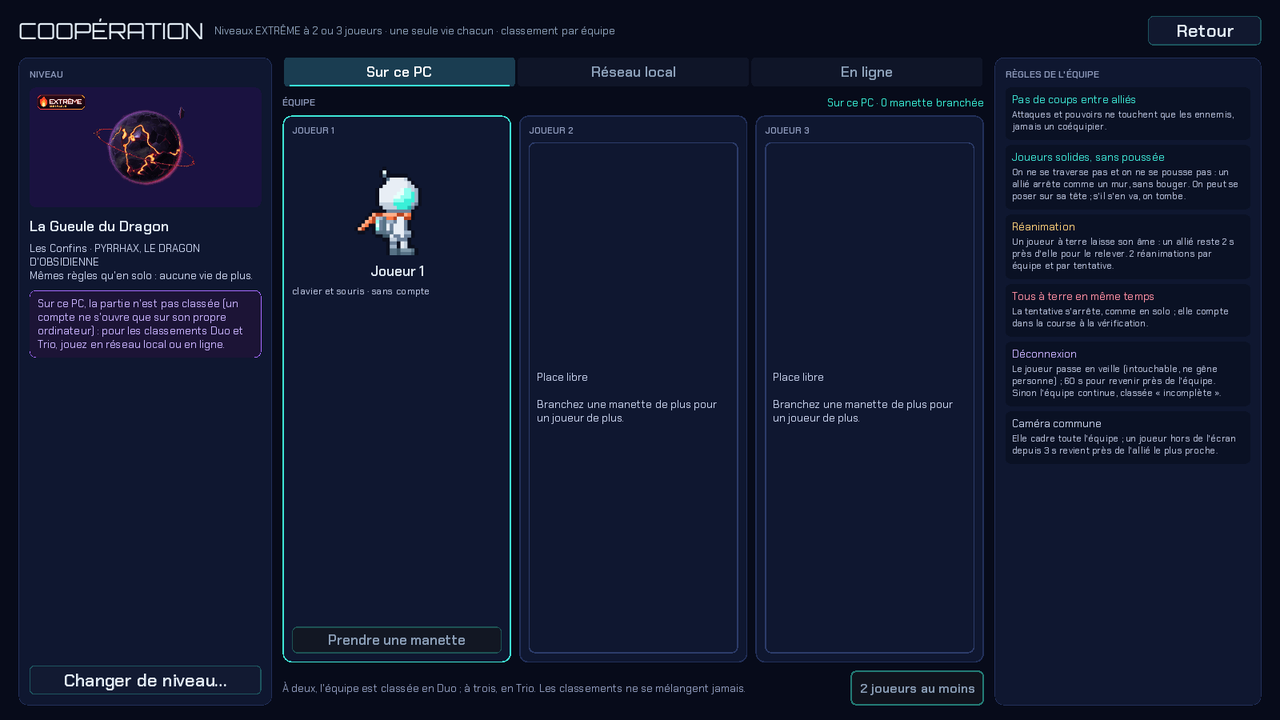 COOPÉRATION
Niveaux EXTRÊME à 2 ou 3 joueurs · une seule vie chacun · classement par équipe
Retour
NIVEAU
EXTRÊME
La Gueule du Dragon
Les Confins · PYRRHAX, LE DRAGON
D'OBSIDIENNE
Mêmes règles qu'en solo : aucune vie de plus.
Sur ce PC, la partie n'est pas classée (un
compte ne s'ouvre que sur son propre
ordinateur) : pour les classements Duo et
Trio, jouez en réseau local ou en ligne.
Changer de niveau...
Sur ce PC
Réseau local
En ligne
ÉQUIPE
Sur ce PC · 0 manette branchée
JOUEUR 1
Joueur 1
clavier et souris · sans compte
Prendre une manette
JOUEUR 2
Place libre
Branchez une manette de plus pour
un joueur de plus.
JOUEUR 3
Place libre
Branchez une manette de plus pour
un joueur de plus.
À deux, l'équipe est classée en Duo ; à trois, en Trio. Les classements ne se mélangent jamais.
2 joueurs au moins
RÈGLES DE L'ÉQUIPE
Pas de coups entre alliés
Attaques et pouvoirs ne touchent que les ennemis,
jamais un coéquipier.
Joueurs solides, sans poussée
On ne se traverse pas et on ne se pousse pas : un
allié arrête comme un mur, sans bouger. On peut se
poser sur sa tête ; s'il s'en va, on tombe.
Réanimation
Un joueur à terre laisse son âme : un allié reste 2 s
près d'elle pour le relever. 2 réanimations par
équipe et par tentative.
Tous à terre en même temps
La tentative s'arrête, comme en solo ; elle compte
dans la course à la vérification.
Déconnexion
Le joueur passe en veille (intouchable, ne gêne
personne) ; 60 s pour revenir près de l'équipe.
Sinon l'équipe continue, classée « incomplète ».
Caméra commune
Elle cadre toute l'équipe ; un joueur hors de l'écran
depuis 3 s revient près de l'allié le plus proche.